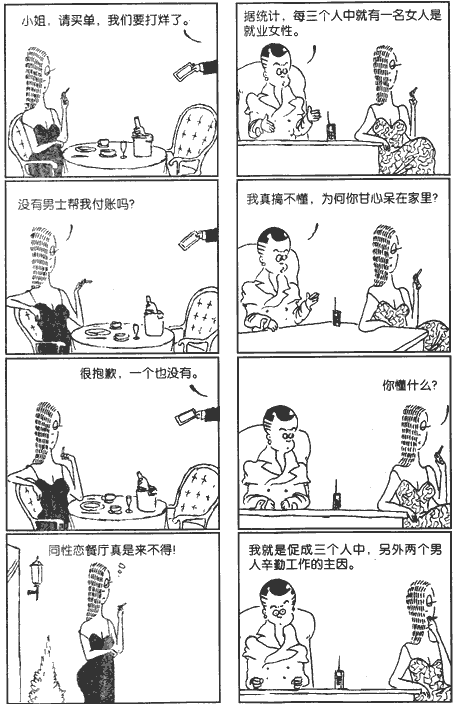 小姐，请买单，我们要打烊了。
没有男士帮我付账吗?
很抱歉，一个也没有。
同性恋餐厅真是来不得!
据统计，每三个人中就有一名女人是
就业女性。
我真搞不懂，为何你甘心呆在家里?
你懂什么?
我就是促成三个人中，另外两个男
人辛勤工作的主因。